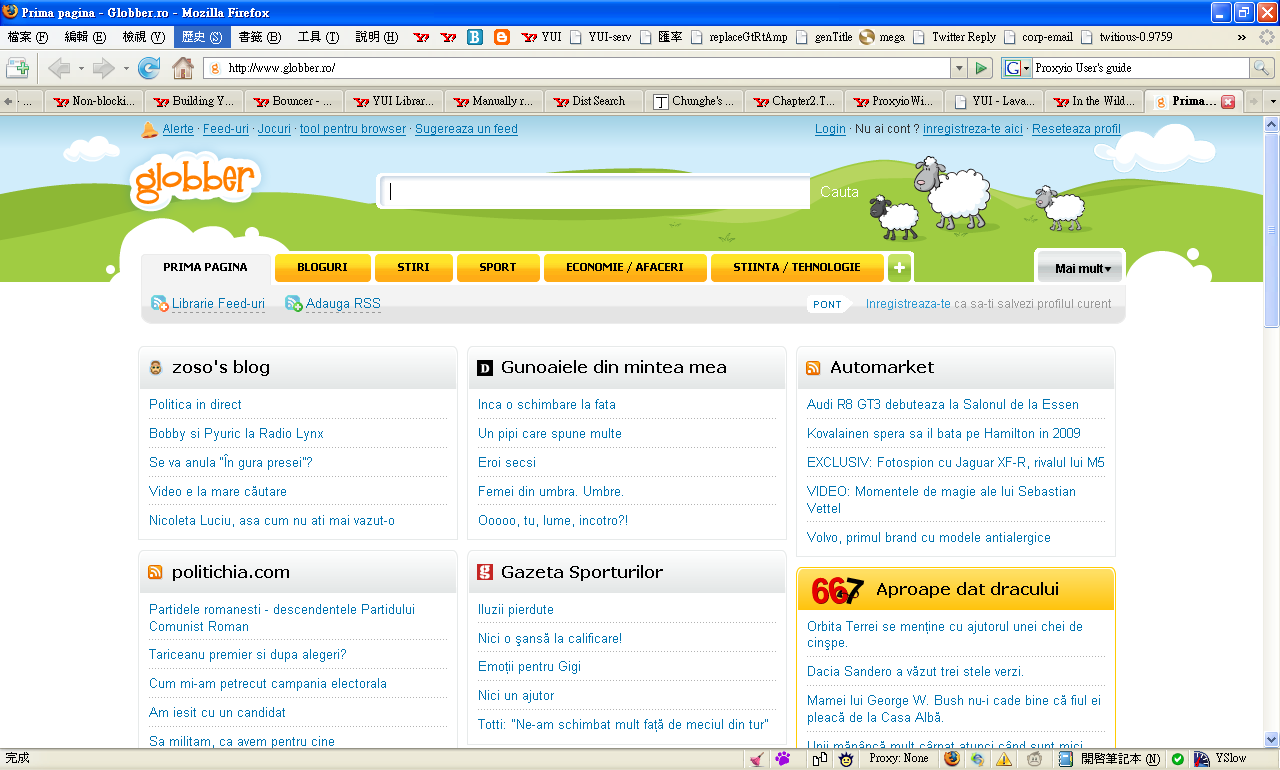 Prima pagina - Globber.ro - Mozilla Firefox
檔案 (F) 編輯 (E) 檢視 (V) 歷史 (S) 書籤 (B) 工具 (T) 說明 (H) YUI YUI-serv 匯率 replaceGtRtAmp genTitle mega Twitter Reply corp-email twitious-0.9759 »
http://www.globber.ro/ G Proxyio User's guide
... Non-blocki... Building Y... Bouncer - ... YUI Librar... Manually r... Dist Search Chungše's ... Chapter2.T... Proxyio Wi... YUI - Lava... In the Wild... Prima...
Alerte · Feed-uri · Jocuri · tool pentru browser · Sugereaza un feed
Login · Nu ai cont ? inregistreza-te aici · Reseteaza profil
globber
Cauta
PRIMA PAGINA BLOGURI STIRI SPORT ECONOMIE / AFACERI STIINTA / TEHNOLOGIE + Mai mult▾
Librarie Feed-uri Adauga RSS PONT Inregistreaza-te ca sa-ti salvezi profilul curent
zoso's blog
Politica in direct
Bobby si Pyuric la Radio Lynx
Se va anula "În gura presei"?
Video e la mare căutare
Nicoleta Luciu, asa cum nu ati mai vazut-o
D Gunoaiele din mintea mea
Inca o schimbare la fata
Un pipi care spune multe
Eroi secsi
Femei din umbra. Umbre.
Ooooo, tu, lume, incotro?!
Automarket
Audi R8 GT3 debuteaza la Salonul de la Essen
Kovalainen spera sa il bata pe Hamilton in 2009
EXCLUSIV: Fotospion cu Jaguar XF-R, rivalul lui M5
VIDEO: Momentele de magie ale lui Sebastian
Vettel
Volvo, primul brand cu modele antialergice
politichia.com
Partidele romanesti - descendentele Partidului
Comunist Roman
Tariceanu premier si dupa alegeri?
Cum mi-am petrecut campania electorala
Am iesit cu un candidat
Sa militam, ca avem pentru cine
g Gazeta Sporturilor
Iluzii pierdute
Nici o şansă la calificare!
Emoţii pentru Gigi
Nici un ajutor
Totti: "Ne-am schimbat mult faţă de meciul din tur"
667 Aproape dat dracului
Orbita Terrei se menţine cu ajutorul unei chei de
cinşpe.
Dacia Sandero a văzut trei stele verzi.
Mamei lui George W. Bush nu-i cade bine că fiul ei
pleacă de la Casa Albă.
Unii mănâncă mult cârnat atunci când sunt mici
完成 Proxy: None 開啓筆記本 (N) YSlow